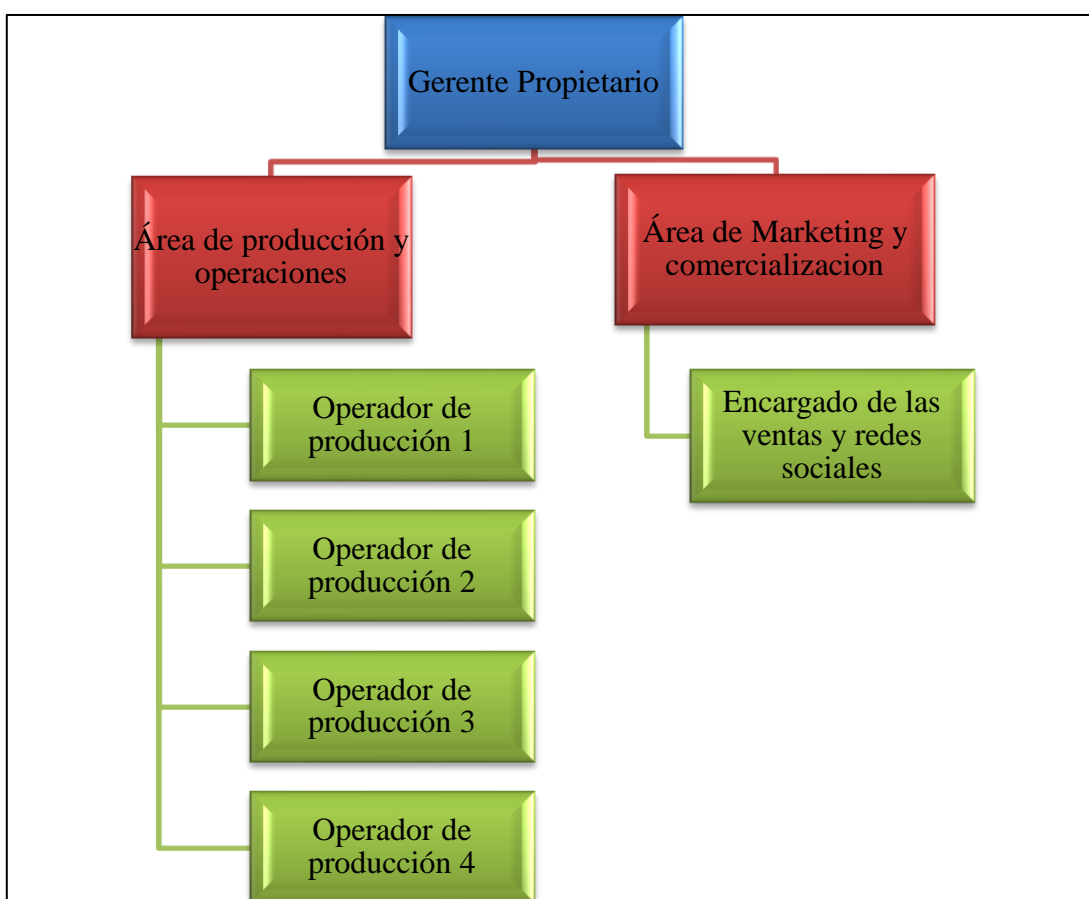 Gerente Propietario
Área de producción y
operaciones
Área de Marketing y
comercializacion
Operador de
producción 1
Operador de
producción 2
Operador de
producción 3
Operador de
producción 4
Encargado de las
ventas y redes
sociales